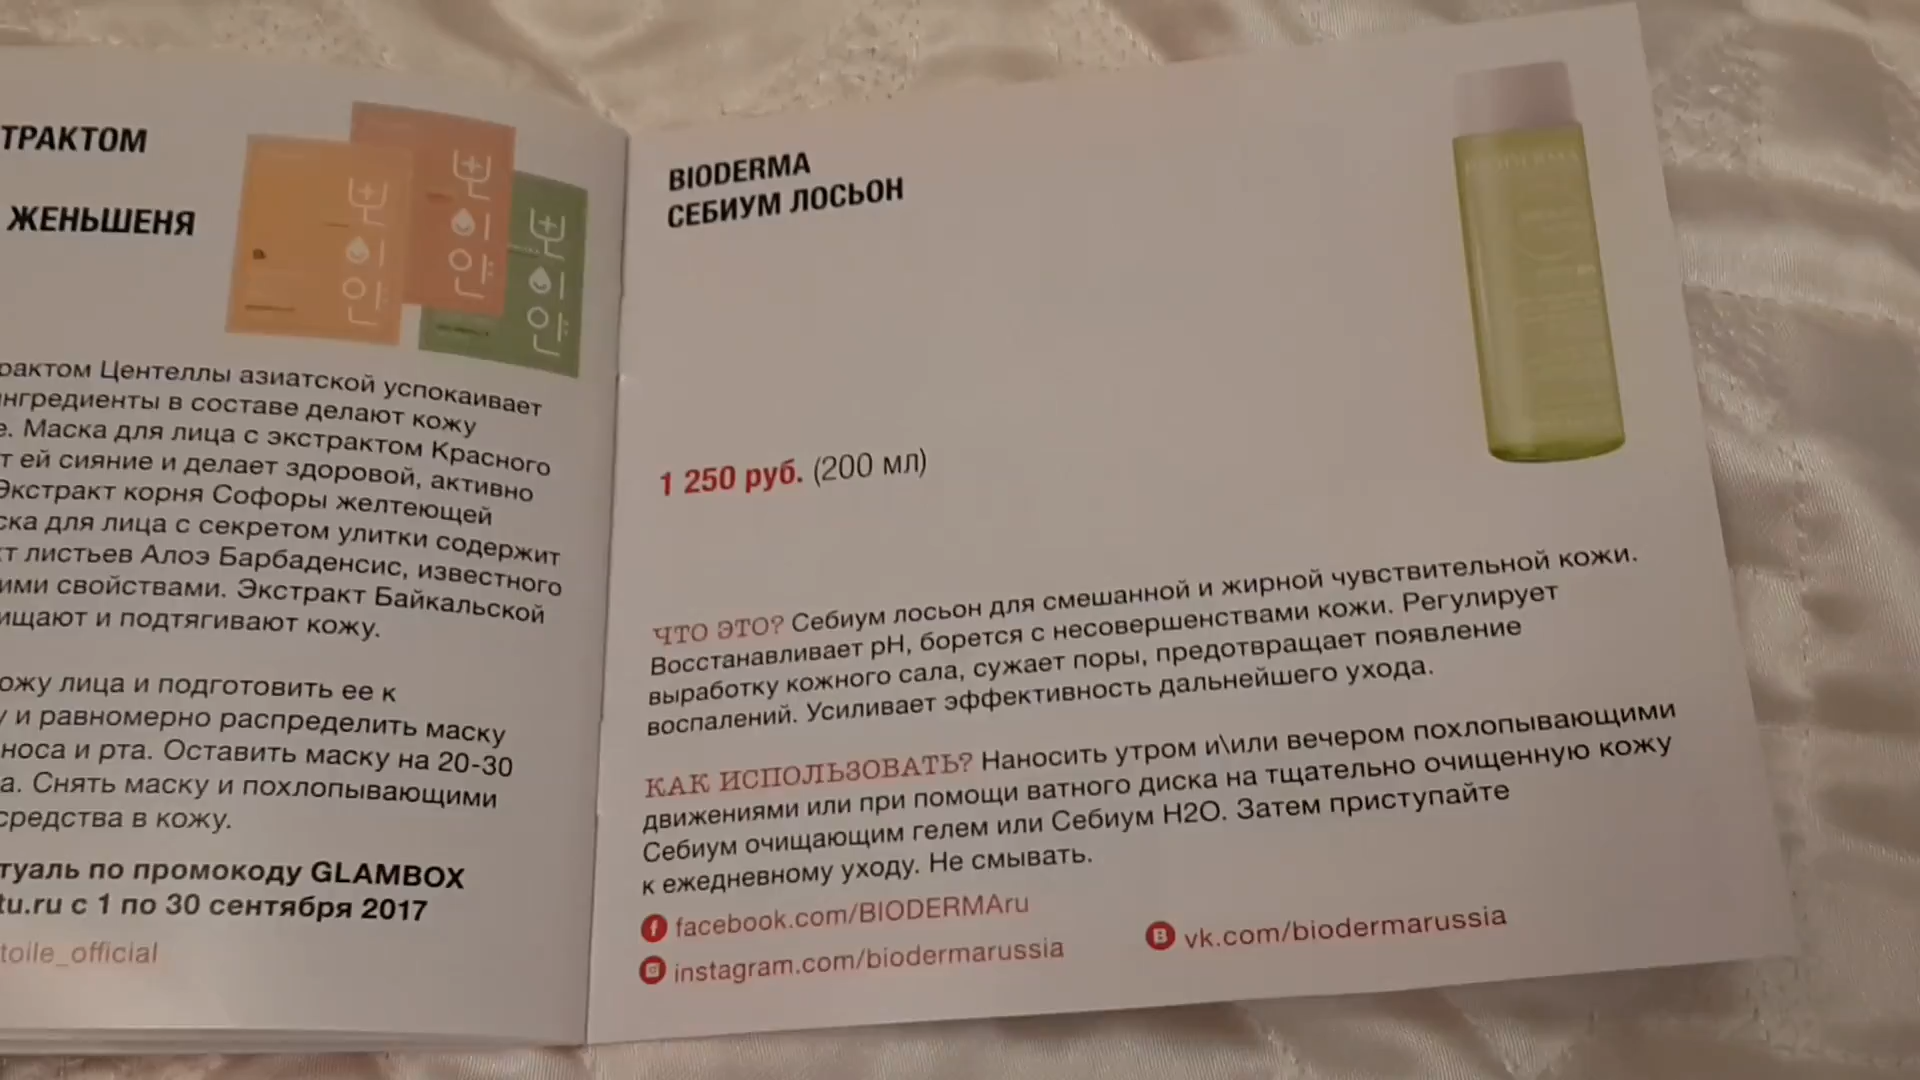 ТРАКТОМ
ЖЕНЬШЕНЯ
рактом Центеллы азиатской успокаивает
нгредиенты в составе делают кожу
е. Маска для лица с экстрактом Красного
т ей сияние и делает здоровой, активно
Экстракт корня Софоры желтеющей
ска для лица с секретом улитки содержит
кт листьев Алоэ Барбаденсис, известного
ими свойствами. Экстракт Байкальской
ищают и подтягивают кожу.
ожу лица и подготовить ее к
у и равномерно распределить маску
носа и рта. Оставить маску на 20-30
а. Снять маску и похлопывающими
средства в кожу.
туаль по промокоду GLAMBOX
tu.ru с 1 по 30 сентября 2017
toile_official
BIODERMA
СЕБИУМ ЛОСЬОН
BIODERMA
1 250 руб. (200 мл)
ЧТО ЭТО? Себиум лосьон для смешанной и жирной чувствительной кожи.
Восстанавливает pH, борется с несовершенствами кожи. Регулирует
выработку кожного сала, сужает поры, предотвращает появление
воспалений. Усиливает эффективность дальнейшего ухода.
КАК ИСПОЛЬЗОВАТЬ? Наносить утром и\или вечером похлопывающими
движениями или при помощи ватного диска на тщательно очищенную кожу
Себиум очищающим гелем или Себиум H2O. Затем приступайте
к ежедневному уходу. Не смывать.
facebook.com/BIODERMAru
instagram.com/biodermarussia
vk.com/biodermarussia